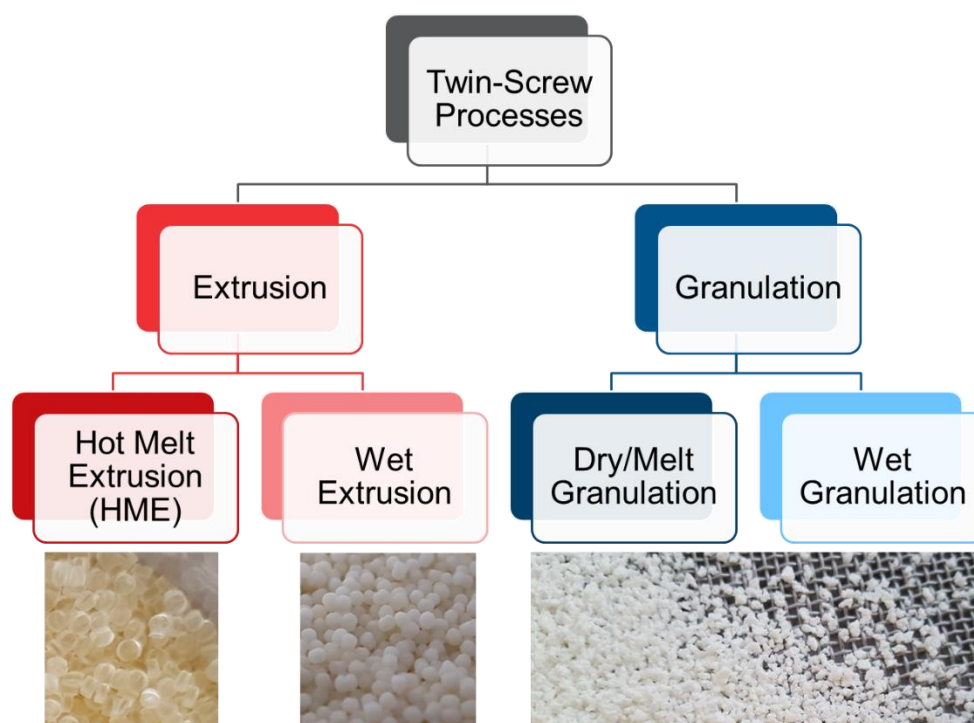 Twin-Screw
Processes
Extrusion
Granulation
Hot Melt
Extrusion
(HME)
Wet
Extrusion
Dry/Melt
Granulation
Wet
Granulation